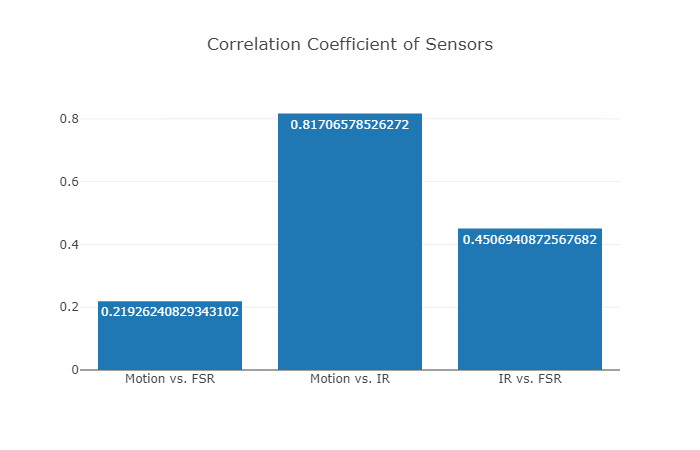 Correlation Coefficient of Sensors
0.8
0.6
0.4
0.2
0
0.21926240829343102
0.81706578526272
0.4506940872567682
Motion vs. FSR
Motion vs. IR
IR vs. FSR